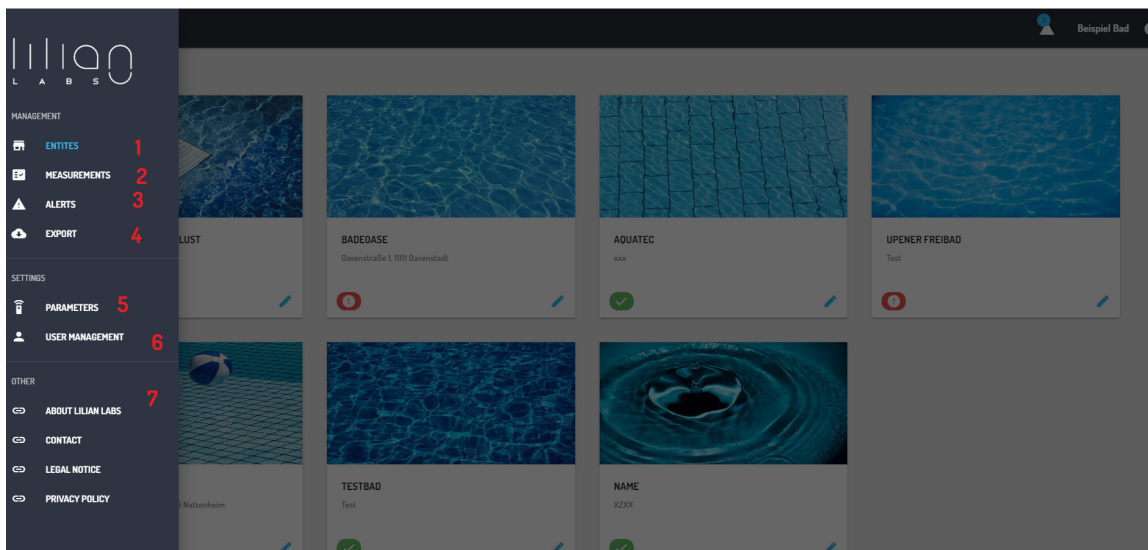 lilian
LABS
Beispiel Bad
MANAGEMENT
ENTITES 1
MEASUREMENTS 2
ALERTS 3
EXPORT 4
SETTINGS
PARAMETERS 5
USER MANAGEMENT 6
OTHER
7
ABOUT LILIAN LABS
CONTACT
LEGAL NOTICE
PRIVACY POLICY
LUST
BADEOASE
Oasenstraße 1, 11111 Oasenstadt
AQUATEC
xxx
UPENER FREIBAD
Test
Nattenheim
TESTBAD
Test
NAME
XZXX